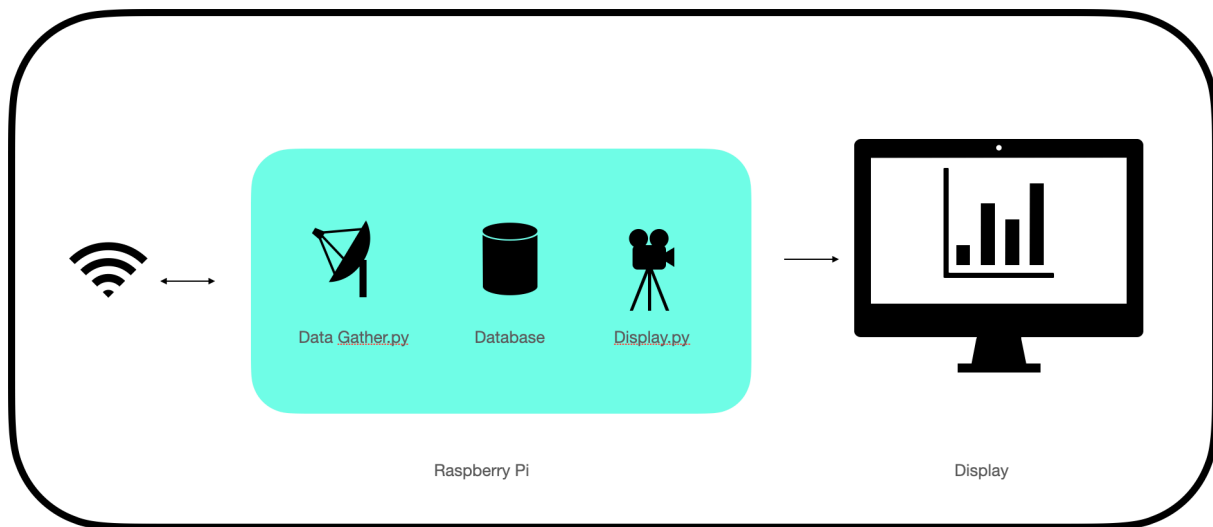 Data Gather.py
Database
Display.py
Raspberry Pi
Display